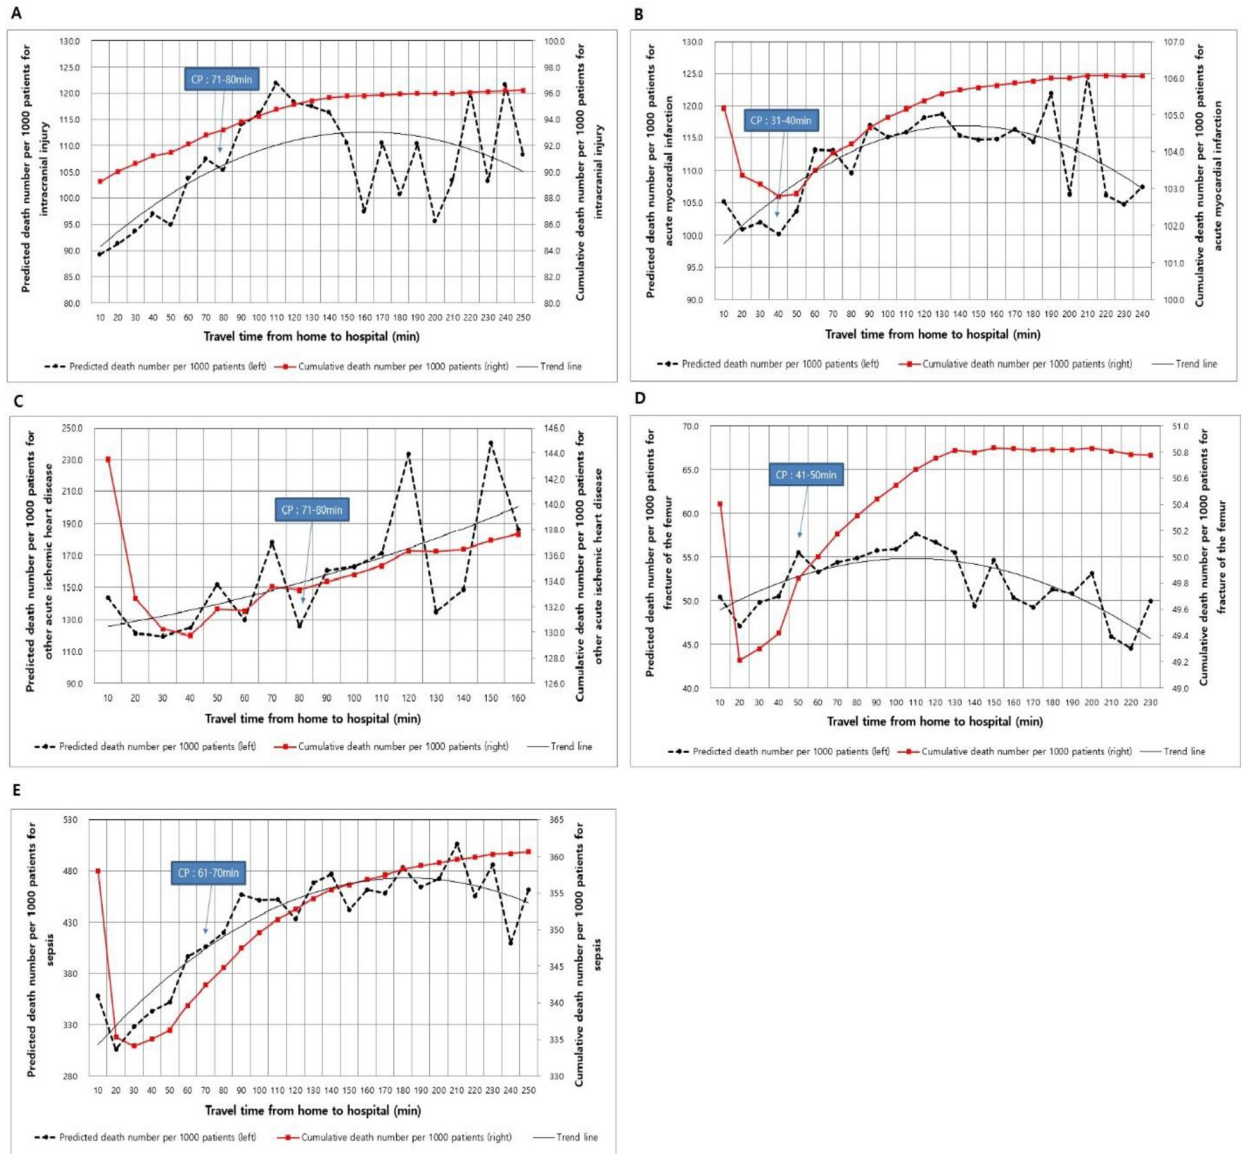 A
Predicted death number per 1000 patients for
intracranial injury
130.0
125.0
120.0
115.0
110.0
105.0
100.0
95.0
90.0
85.0
80.0
CP : 71-80min
100.0
98.0
96.0
94.0
92.0
90.0
88.0
86.0
84.0
82.0
80.0
Cumulative death number per 1000 patients for
intracranial injury
10 20 30 40 50 60 70 80 90 100 110 120 130 140 150 160 170 180 190 200 210 220 230 240 250
Travel time from home to hospital (min)
Predicted death number per 1000 patients (left) Cumulative death number per 1000 patients (right) Trend line
B
Predicted death number per 1000 patients for
acute myocardial infarction
130.0
125.0
120.0
115.0
110.0
105.0
100.0
95.0
90.0
CP : 31-40min
107.0
106.0
105.0
104.0
103.0
102.0
101.0
100.0
Cumulative death number per 1000 patients for
acute myocardial infarction
10 20 30 40 50 60 70 80 90 100 110 120 130 140 150 160 170 180 190 200 210 220 230 240
Travel time from home to hospital (min)
Predicted death number per 1000 patients (left) Cumulative death number per 1000 patients (right) Trend line
C
Predicted death number per 1000 patients for
other acute ischemic heart disease
250.0
230.0
210.0
190.0
170.0
150.0
130.0
110.0
90.0
CP : 71-80min
146.0
144.0
142.0
140.0
138.0
136.0
134.0
132.0
130.0
128.0
126.0
Cumulative death number per 1000 patients for
other acute ischemic heart disease
10 20 30 40 50 60 70 80 90 100 110 120 130 140 150 160
Travel time from home to hospital (min)
Predicted death number per 1000 patients (left) Cumulative death number per 1000 patients (right) Trend line
D
Predicted death number per 1000 patients for
fracture of the femur
70.0
65.0
60.0
55.0
50.0
45.0
40.0
CP : 41-50min
51.0
50.8
50.6
50.4
50.2
50.0
49.8
49.6
49.4
49.2
49.0
Cumulative death number per 1000 patients for
fracture of the femur
10 20 30 40 50 60 70 80 90 100 110 120 130 140 150 160 170 180 190 200 210 220 230
Travel time from home to hospital (min)
Predicted death number per 1000 patients (left) Cumulative death number per 1000 patients (right) Trend line
E
Predicted death number per 1000 patients for
sepsis
530
480
430
380
330
280
CP : 61-70min
365
360
355
350
345
340
335
330
Cumulative death number per 1000 patients for
sepsis
10 20 30 40 50 60 70 80 90 100 110 120 130 140 150 160 170 180 190 200 210 220 230 240 250
Travel time from home to hospital (min)
Predicted death number per 1000 patients (left) Cumulative death number per 1000 patients (right) Trend line